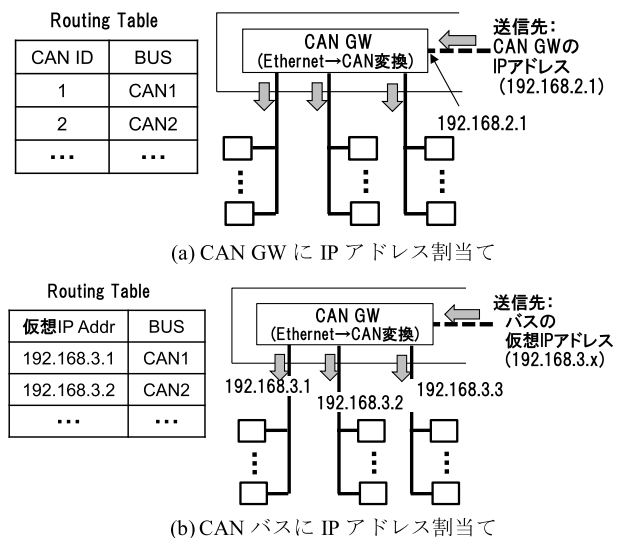 Routing Table
CAN ID BUS
1 CAN1
2 CAN2
… …
CAN GW
(Ethernet→CAN変換)
送信先：
CAN GWの
IPアドレス
(192.168.2.1)
192.168.2.1
(a) CAN GW に IP アドレス割当て
Routing Table
仮想IP Addr BUS
192.168.3.1 CAN1
192.168.3.2 CAN2
… …
CAN GW
(Ethernet→CAN変換)
送信先：
バスの
仮想IPアドレス
(192.168.3.x)
192.168.3.1
192.168.3.2
192.168.3.3
(b) CAN バスに IP アドレス割当て